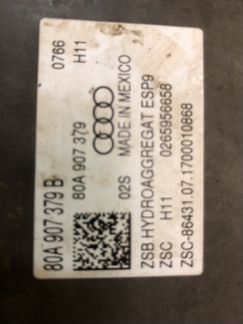 80A 907 379 B
0766
H11
80A 907 379
02S MADE IN MEXICO
ZSB HYDROAGGREGAT ESP9
ZSC H11 0265956658
ZSC-86431.07.1700010868